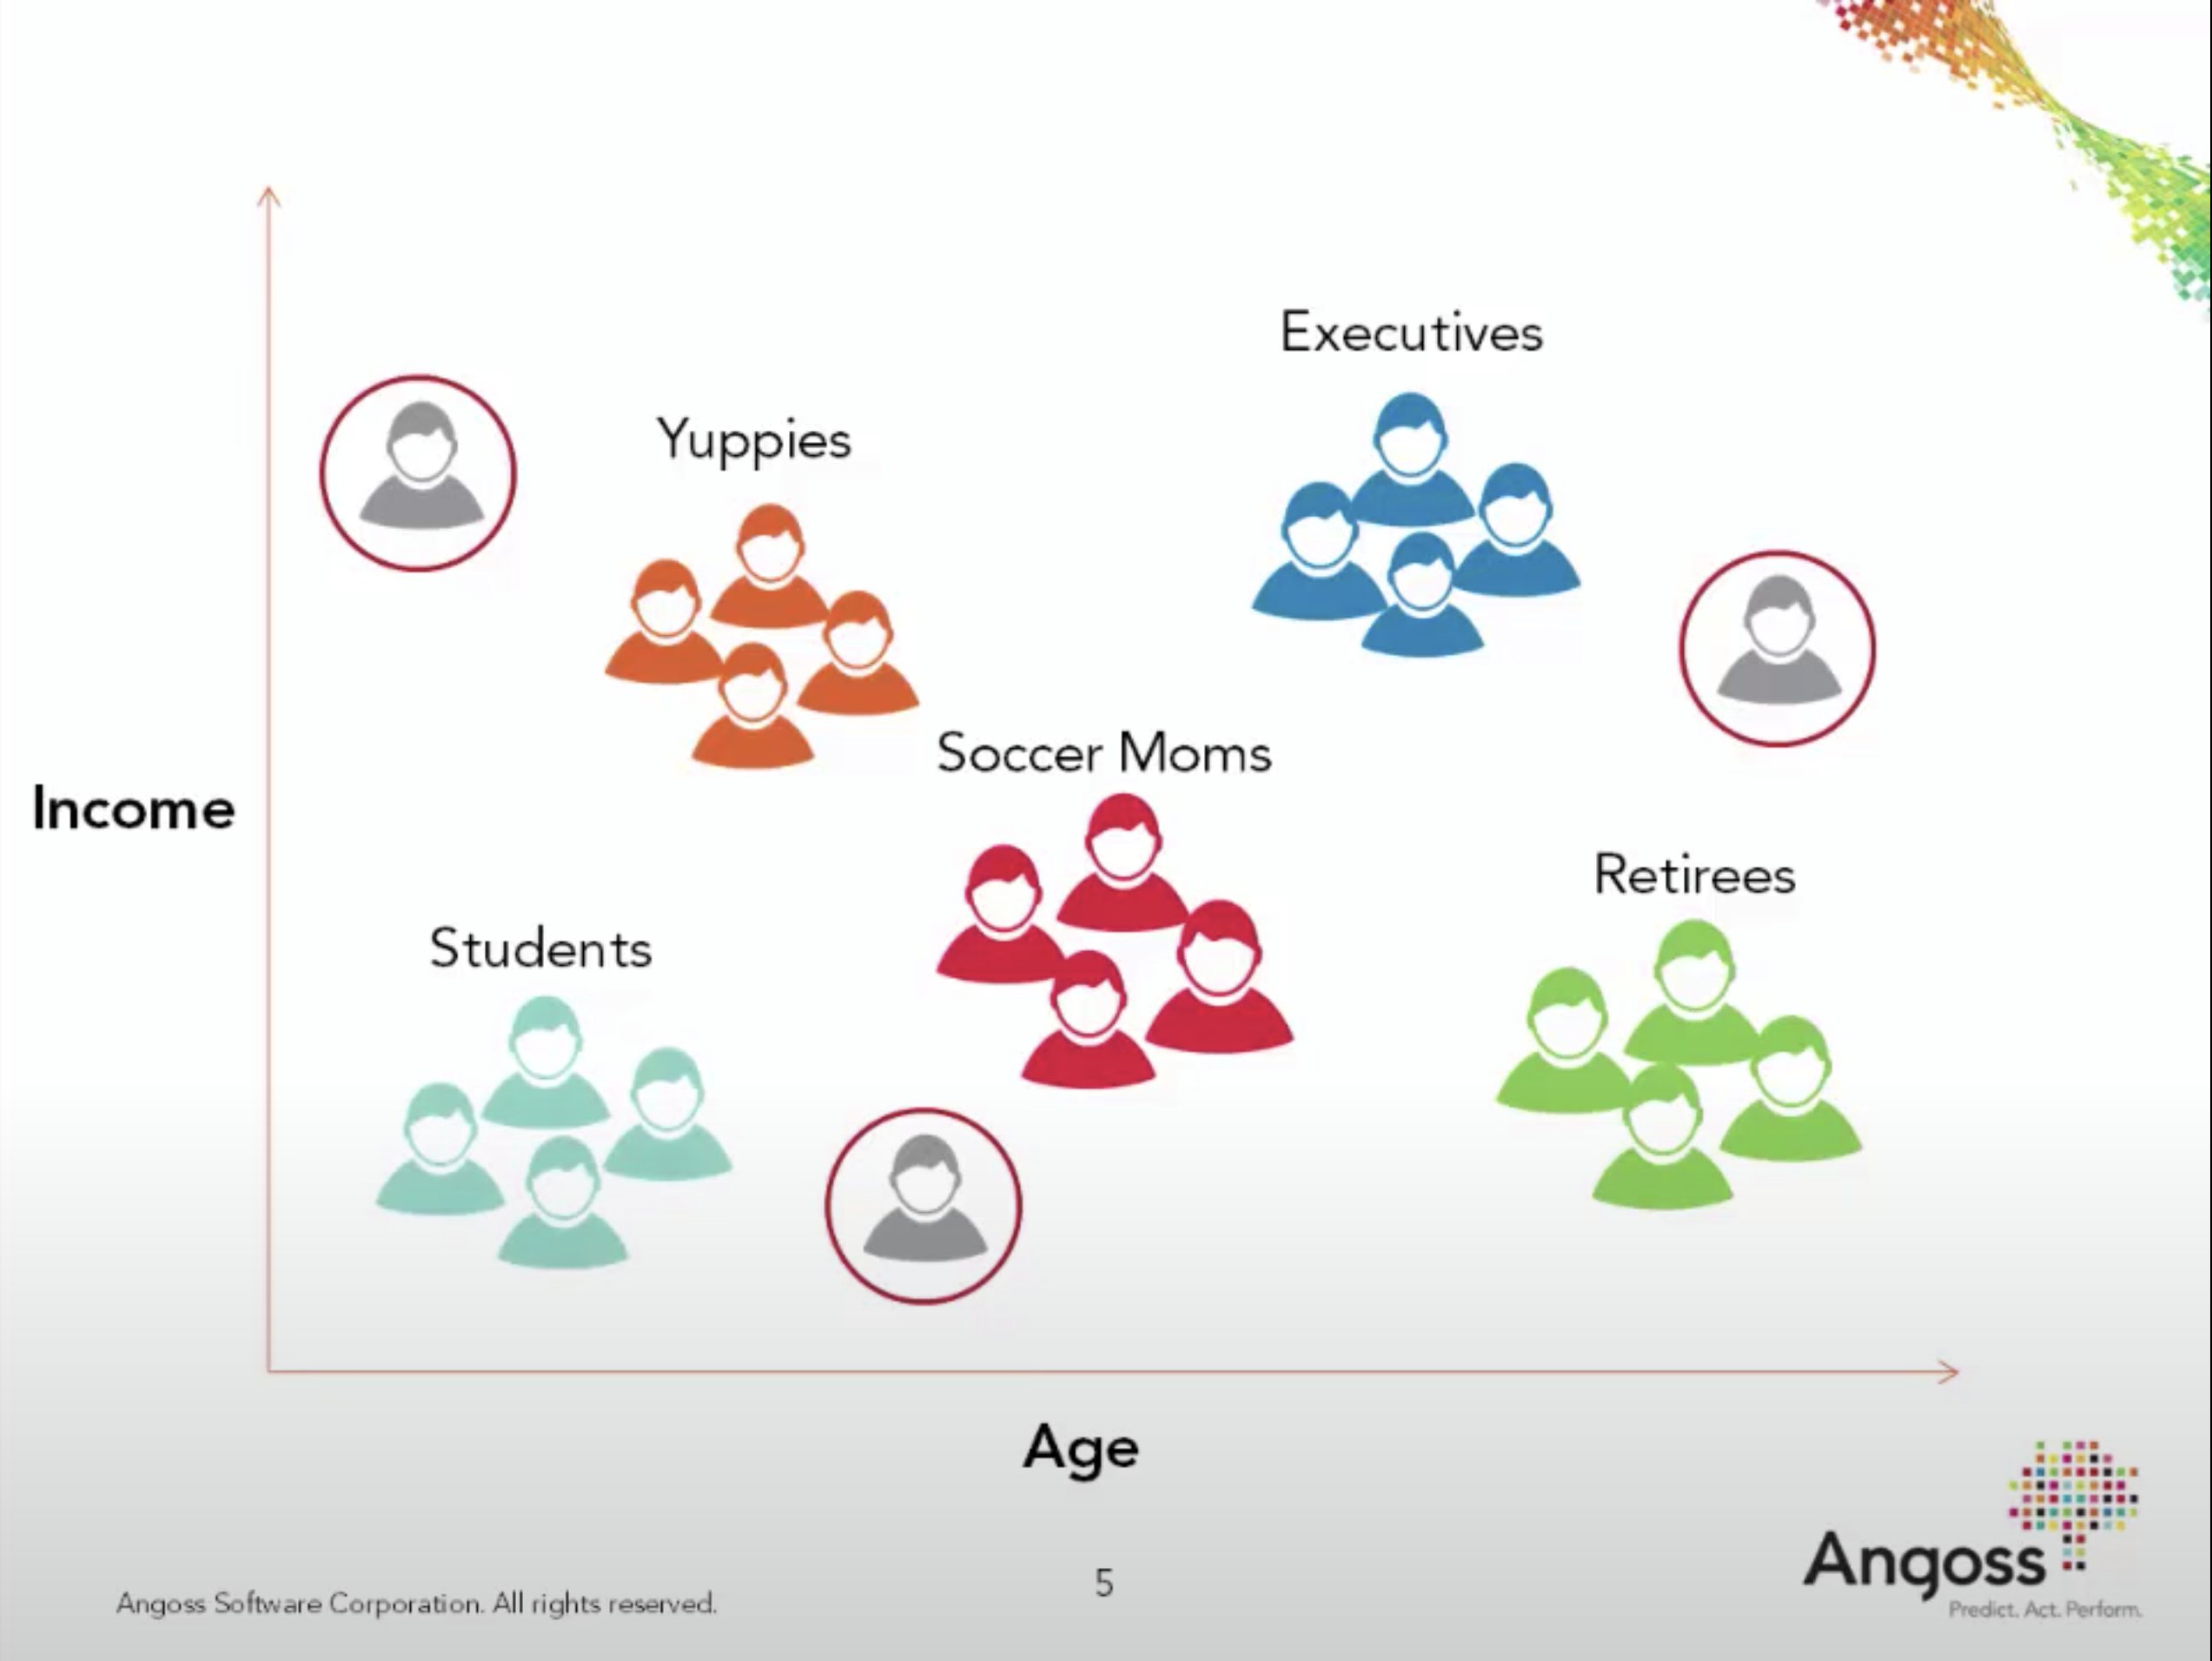 Executives
Yuppies
Soccer Moms
Income
Retirees
Students
Age
5
Angoss
Predict. Act. Perform.
Angoss Software Corporation. All rights reserved.